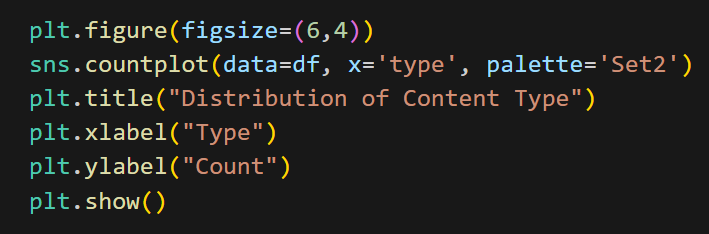 plt.figure(figsize=(6,4))
sns.countplot(data=df, x='type', palette='Set2')
plt.title("Distribution of Content Type")
plt.xlabel("Type")
plt.ylabel("Count")
plt.show()